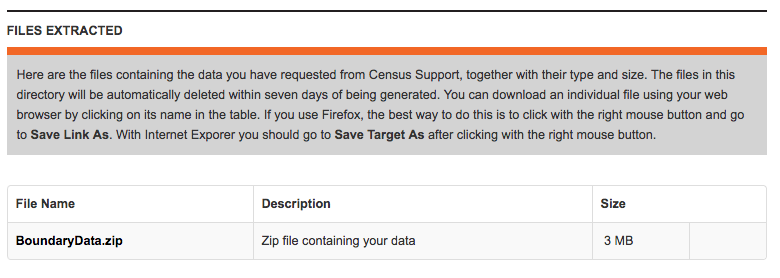 FILES EXTRACTED
Here are the files containing the data you have requested from Census Support, together with their type and size. The files in this
directory will be automatically deleted within seven days of being generated. You can download an individual file using your web
browser by clicking on its name in the table. If you use Firefox, the best way to do this is to click with the right mouse button and go
to Save Link As. With Internet Exporer you should go to Save Target As after clicking with the right mouse button.
File Name Description Size
BoundaryData.zip Zip file containing your data 3 MB